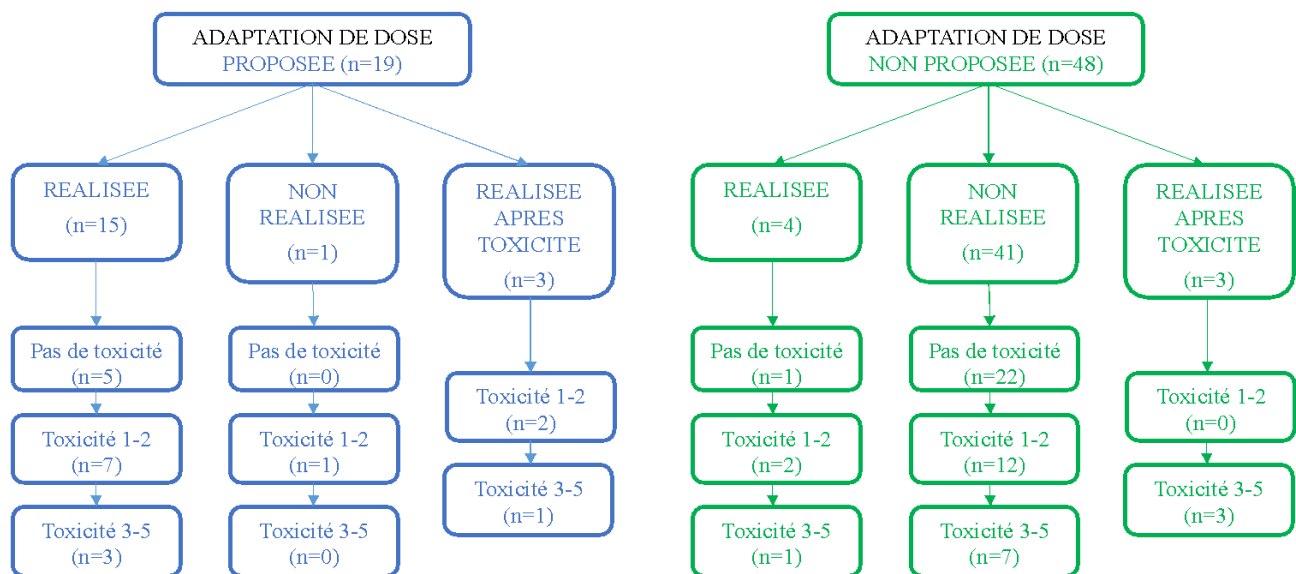 ADAPTATION DE DOSE
PROPOSEE (n=19)
REALISEE
(n=15)
NON
REALISEE
(n=1)
REALISEE
APRES
TOXICITE
(n=3)
Pas de toxicité
(n=5)
Toxicité 1-2
(n=7)
Toxicité 3-5
(n=3)
Pas de toxicité
(n=0)
Toxicité 1-2
(n=1)
Toxicité 3-5
(n=0)
Toxicité 1-2
(n=2)
Toxicité 3-5
(n=1)
ADAPTATION DE DOSE
NON PROPOSEE (n=48)
REALISEE
(n=4)
NON
REALISEE
(n=41)
REALISEE
APRES
TOXICITE
(n=3)
Pas de toxicité
(n=1)
Toxicité 1-2
(n=2)
Toxicité 3-5
(n=1)
Pas de toxicité
(n=22)
Toxicité 1-2
(n=12)
Toxicité 3-5
(n=7)
Toxicité 1-2
(n=0)
Toxicité 3-5
(n=3)